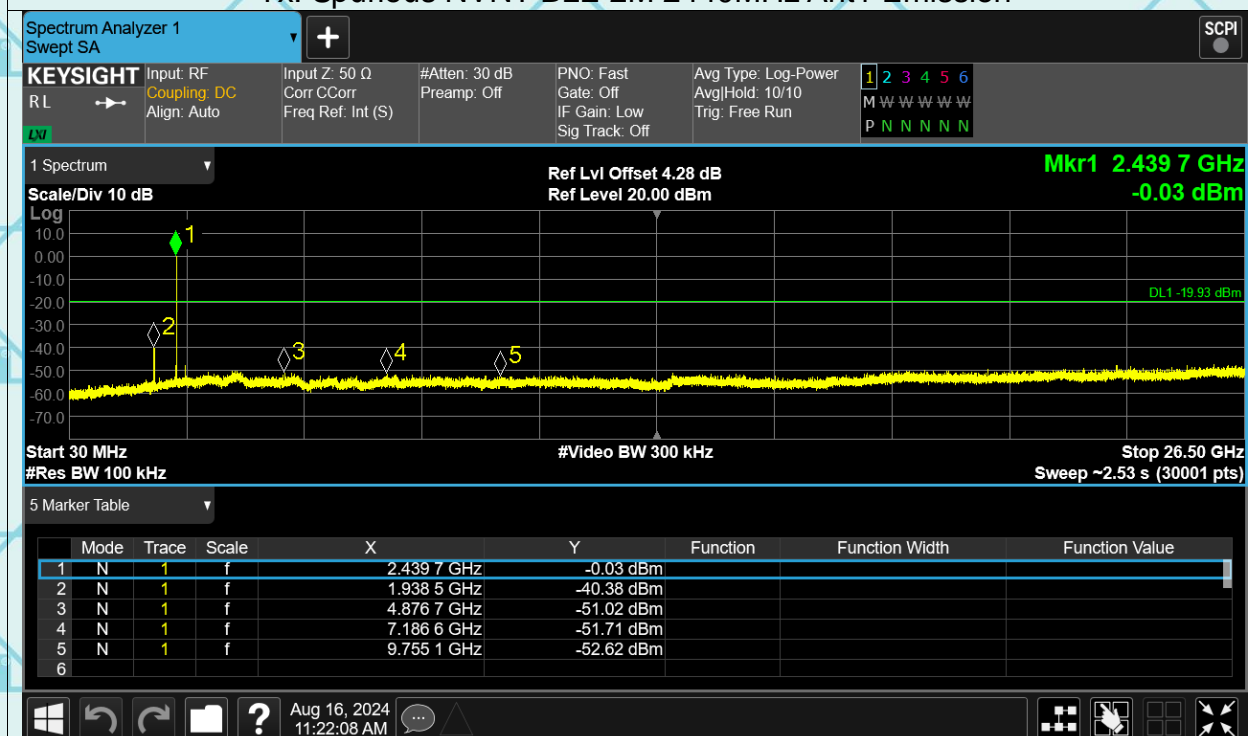 Tx. Spurious NVNT BLE 2M 2440MHz Ant1 Emission
Spectrum Analyzer 1
Swept SA
+
SCPI
KEYSIGHT
RL
LXI
Input: RF
Coupling: DC
Align: Auto
Input Z: 50 Ω
Corr CCorr
Freq Ref: Int (S)
#Atten: 30 dB
Preamp: Off
PNO: Fast
Gate: Off
IF Gain: Low
Sig Track: Off
Avg Type: Log-Power
Avg|Hold: 10/10
Trig: Free Run
1 2 3 4 5 6
M W W W W W
P N N N N N
1 Spectrum
Scale/Div 10 dB
Ref Lvl Offset 4.28 dB
Ref Level 20.00 dBm
Mkr1 2.439 7 GHz
-0.03 dBm
Log
10.0
0.00
-10.0
-20.0
-30.0
-40.0
-50.0
-60.0
-70.0
1
2
3
4
5
DL1 -19.93 dBm
Start 30 MHz
#Video BW 300 kHz
Stop 26.50 GHz
#Res BW 100 kHz
Sweep ~2.53 s (30001 pts)
5 Marker Table
Mode Trace Scale X Y Function Function Width Function Value
1 N 1 f 2.439 7 GHz -0.03 dBm
2 N 1 f 1.938 5 GHz -40.38 dBm
3 N 1 f 4.876 7 GHz -51.02 dBm
4 N 1 f 7.186 6 GHz -51.71 dBm
5 N 1 f 9.755 1 GHz -52.62 dBm
6
?
Aug 16, 2024
11:22:08 AM